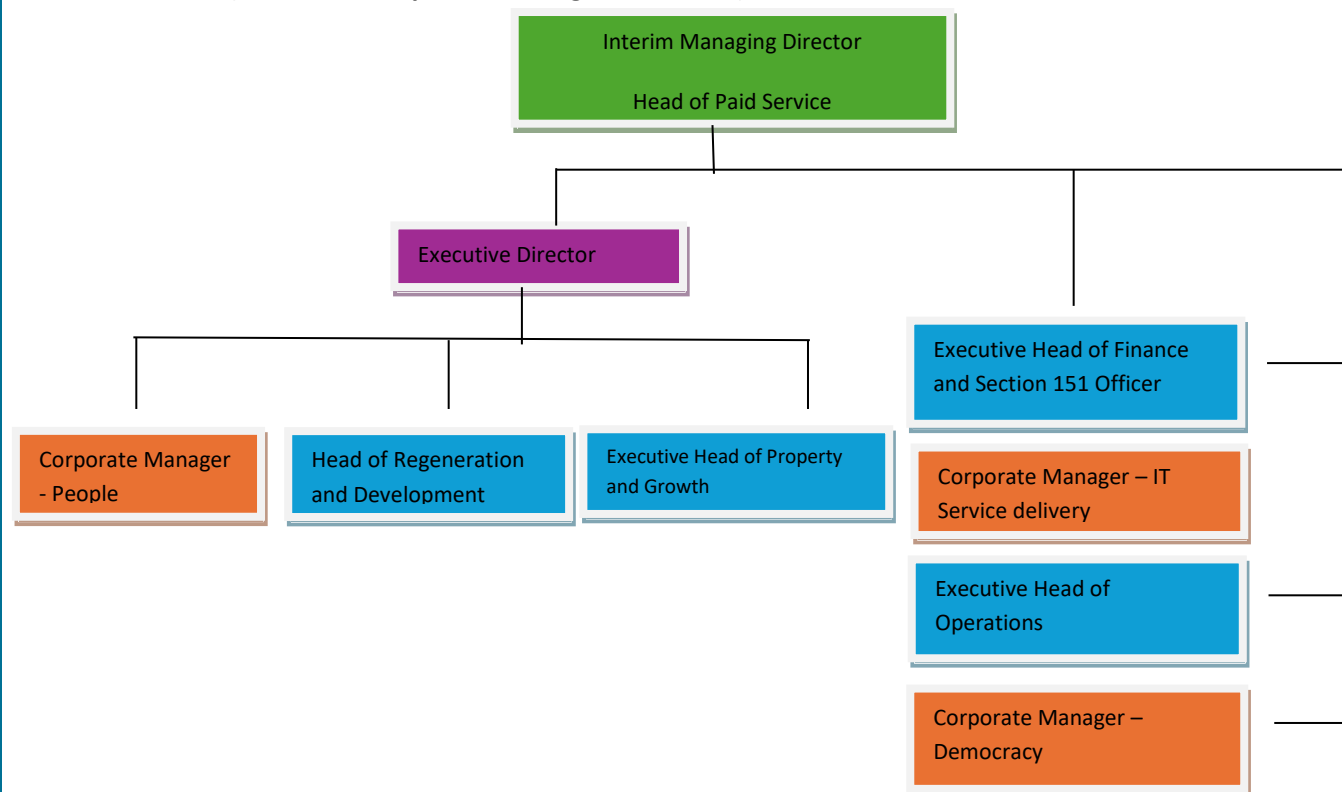 Interim Managing Director
Head of Paid Service
Executive Director
Corporate Manager
- People
Head of Regeneration
and Development
Executive Head of Property
and Growth
Executive Head of Finance
and Section 151 Officer
Corporate Manager – IT
Service delivery
Executive Head of
Operations
Corporate Manager –
Democracy